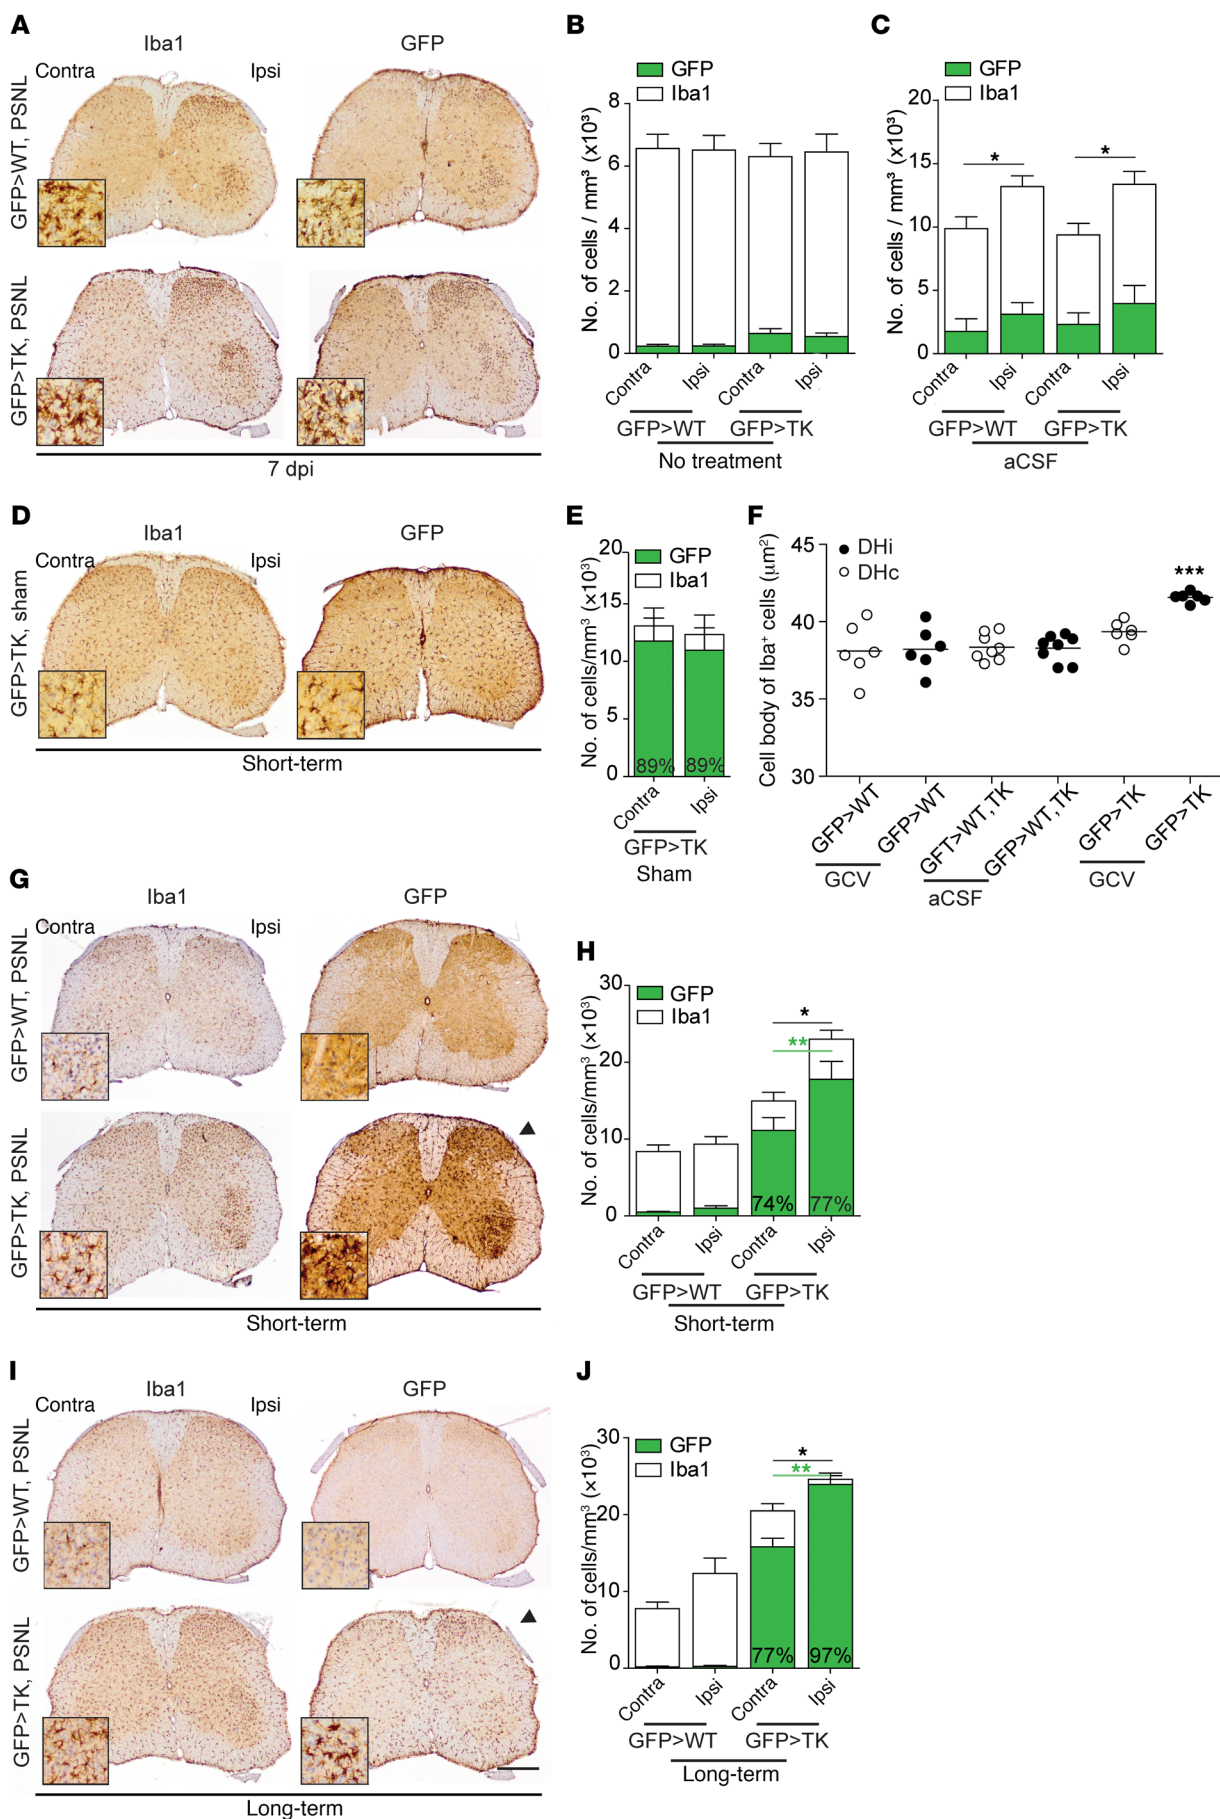 A
Iba1
GFP
Contra
Ipsi
GFP>WT, PSNL
GFP>TK, PSNL
7 dpi
B
GFP
Iba1
No. of cells / mm³ (×10³)
8
6
4
2
0
Contra
Ipsi
Contra
Ipsi
GFP>WT
GFP>TK
No treatment
C
GFP
Iba1
No. of cells / mm³ (×10³)
20
15
10
5
0
*
*
Contra
Ipsi
Contra
Ipsi
GFP>WT
GFP>TK
aCSF
D
Iba1
GFP
Contra
Ipsi
GFP>TK, sham
Short-term
E
GFP
Iba1
No. of cells/mm³ (×10³)
20
15
10
5
0
89%
89%
Contra
Ipsi
GFP>TK
Sham
F
DHi
DHc
Cell body of Iba⁺ cells (µm²)
45
40
35
30
***
GFP>WT
GFP>WT
GFT>WT,TK
GFP>WT,TK
GFP>TK
GFP>TK
GCV
aCSF
GCV
G
Iba1
GFP
Contra
Ipsi
GFP>WT, PSNL
GFP>TK, PSNL
Short-term
H
GFP
Iba1
No. of cells/mm³ (×10³)
30
20
10
0
*
**
74%
77%
Contra
Ipsi
Contra
Ipsi
GFP>WT
GFP>TK
Short-term
I
Iba1
GFP
Contra
Ipsi
GFP>WT, PSNL
GFP>TK, PSNL
Long-term
J
GFP
Iba1
No. of cells/mm³ (×10³)
30
20
10
0
*
**
77%
97%
Contra
Ipsi
Contra
Ipsi
GFP>WT
GFP>TK
Long-term